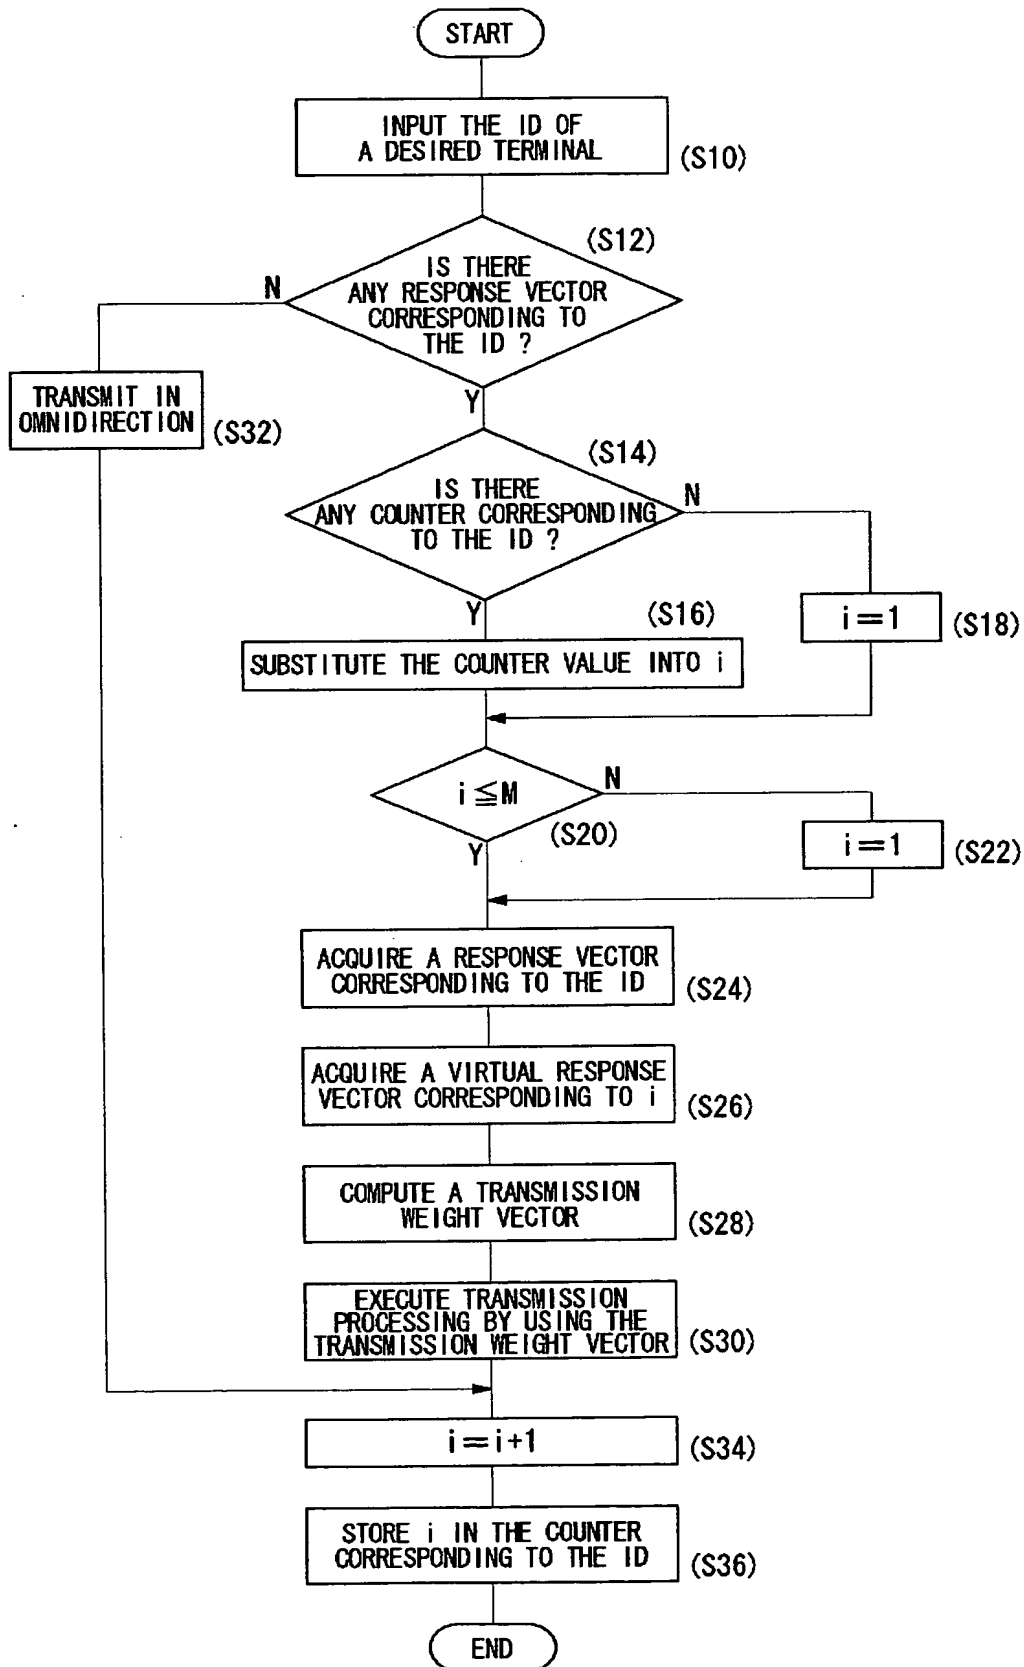 START
INPUT THE ID OF
A DESIRED TERMINAL
(S10)
(S12)
IS THERE
ANY RESPONSE VECTOR
CORRESPONDING TO
THE ID ?
N
Y
TRANSMIT IN
OMNIDIRECTION
(S32)
(S14)
IS THERE
ANY COUNTER CORRESPONDING
TO THE ID ?
N
Y
(S16)
SUBSTITUTE THE COUNTER VALUE INTO i
i=1
(S18)
i≦M
N
(S20)
Y
i=1
(S22)
ACQUIRE A RESPONSE VECTOR
CORRESPONDING TO THE ID
(S24)
ACQUIRE A VIRTUAL RESPONSE
VECTOR CORRESPONDING TO i
(S26)
COMPUTE A TRANSMISSION
WEIGHT VECTOR
(S28)
EXECUTE TRANSMISSION
PROCESSING BY USING THE
TRANSMISSION WEIGHT VECTOR
(S30)
i=i+1
(S34)
STORE i IN THE COUNTER
CORRESPONDING TO THE ID
(S36)
END